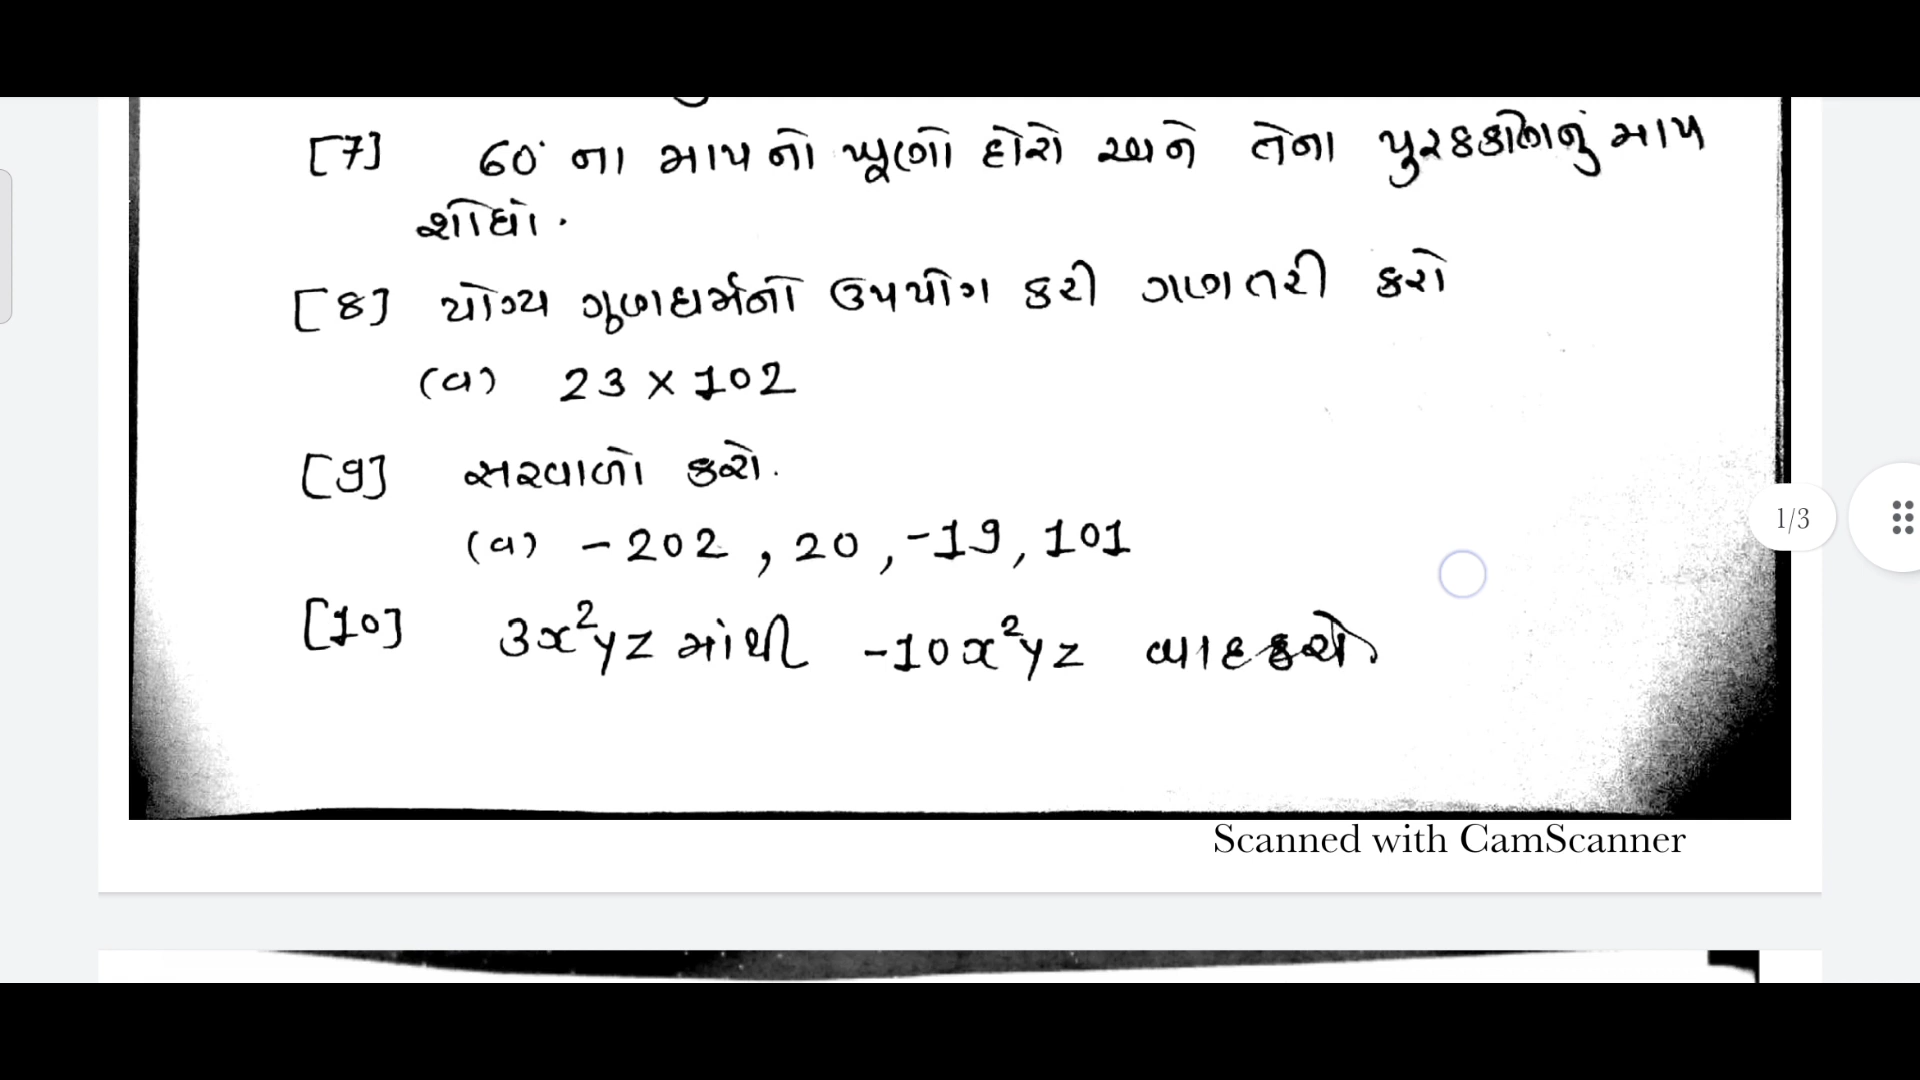 [7] 60° ના માપનો ખૂણો દોરો અને તેના પુરકકોણનું માપ
શોધો.
[8] યોગ્ય ગુણધર્મનો ઉપયોગ કરી ગણતરી કરો
(a) 23 × 102
[9] સરવાળો કરો.
(a) -202 , 20 , -19 , 101
1/3
[10] 3x²yz માંથી -10x²yz બાદ કરો
Scanned with CamScanner